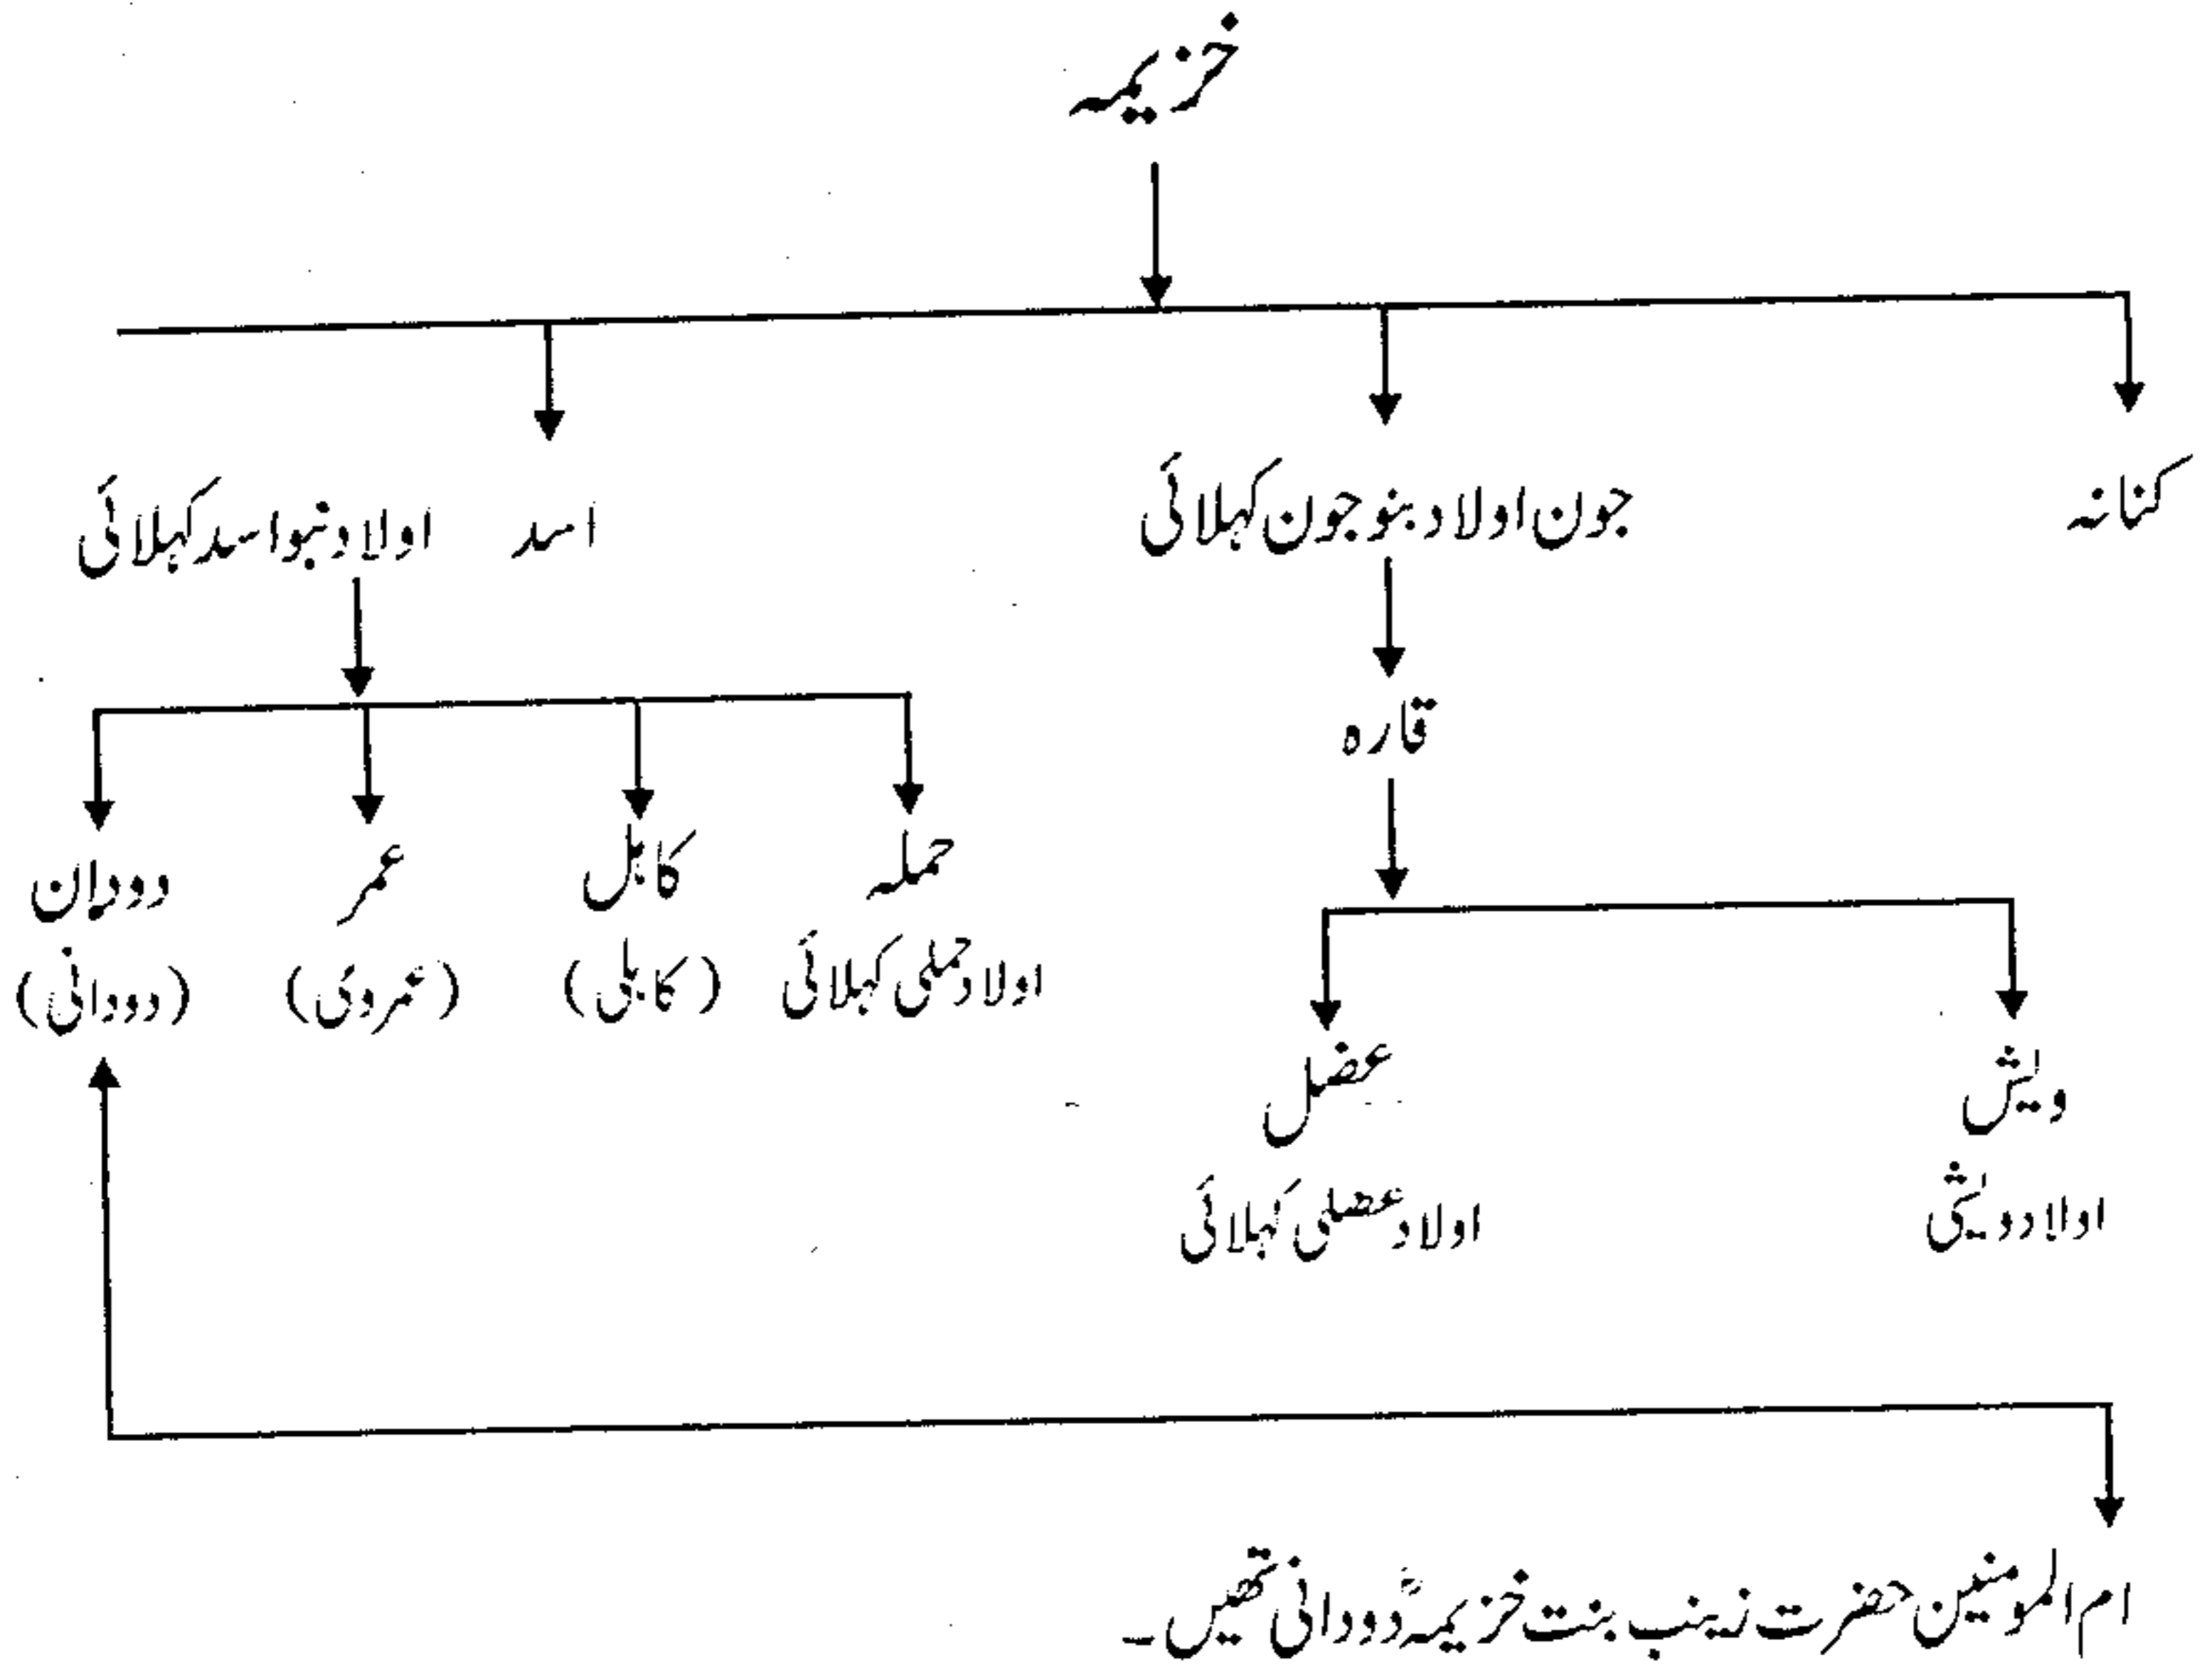 خزیمہ
کنانہ
جون اولاد بنو جون کہلائی
اسد
اولاد بنو اسد کہلائی
قارہ
حملہ
کاہل
عمر
دودان
اولاد حملی کہلائی
(کاہلی)
(عمروئی)
(دودانی)
ویش
عضل
اولاد ویشی
اولاد عضلی کہلائی
ام المومنین حضرت زینب بنت خزیمہؓ دودانی تھیں۔